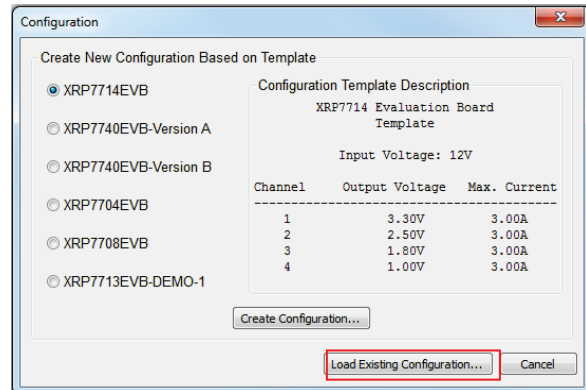 Configuration
Create New Configuration Based on Template
XRP7714EVB
XRP7740EVB-Version A
XRP7740EVB-Version B
XRP7704EVB
XRP7708EVB
XRP7713EVB-DEMO-1
Configuration Template Description
XRP7714 Evaluation Board
Template
Input Voltage: 12V
Channel Output Voltage Max. Current
1 3.30V 3.00A
2 2.50V 3.00A
3 1.80V 3.00A
4 1.00V 3.00A
Create Configuration...
Load Existing Configuration...
Cancel